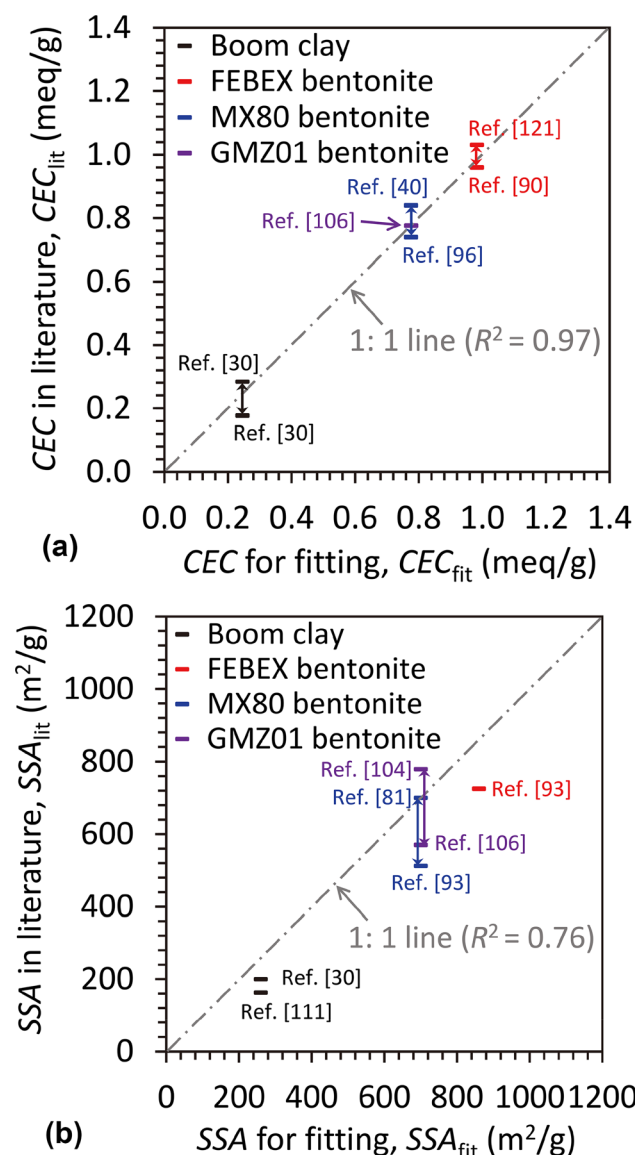 1.4
1.2
1.0
0.8
0.6
0.4
0.2
0.0
CEC in literature, CEC_lit (meq/g)
Boom clay
FEBEX bentonite
MX80 bentonite
GMZ01 bentonite
Ref. [121]
Ref. [90]
Ref. [40]
Ref. [106]
Ref. [96]
1: 1 line (R² = 0.97)
Ref. [30]
Ref. [30]
0.0 0.2 0.4 0.6 0.8 1.0 1.2 1.4
(a)
CEC for fitting, CEC_fit (meq/g)
1200
1000
800
600
400
200
0
SSA in literature, SSA_lit (m²/g)
Boom clay
FEBEX bentonite
MX80 bentonite
GMZ01 bentonite
Ref. [104]
Ref. [81]
Ref. [93]
Ref. [106]
Ref. [93]
1: 1 line (R² = 0.76)
Ref. [30]
Ref. [111]
0 200 400 600 800 1000 1200
(b)
SSA for fitting, SSA_fit (m²/g)